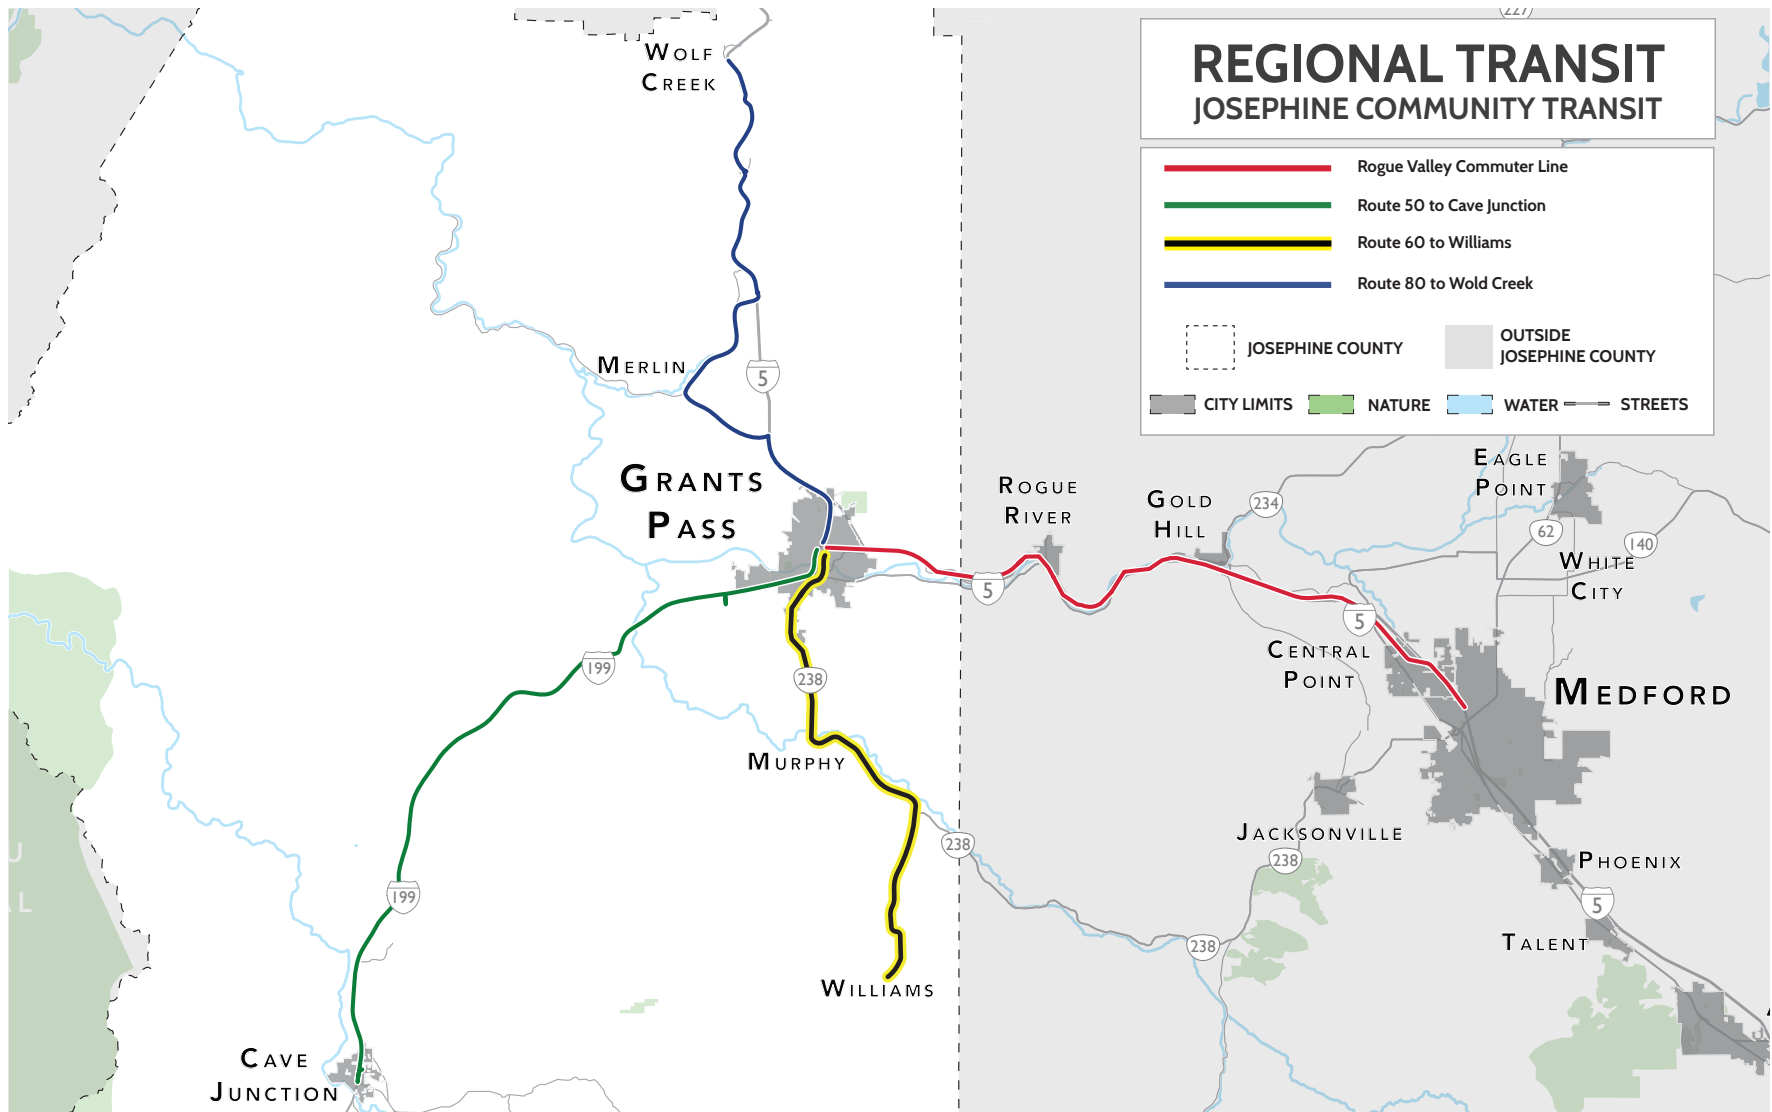 227
REGIONAL TRANSIT
JOSEPHINE COMMUNITY TRANSIT
Rogue Valley Commuter Line
Route 50 to Cave Junction
Route 60 to Williams
Route 80 to Wold Creek
JOSEPHINE COUNTY
OUTSIDE
JOSEPHINE COUNTY
CITY LIMITS
NATURE
WATER
STREETS
WOLF
CREEK
MERLIN
5
GRANTS
PASS
ROGUE
RIVER
GOLD
HILL
234
EAGLE
POINT
62
140
WHITE
CITY
5
5
CENTRAL
POINT
MEDFORD
199
238
MURPHY
JACKSONVILLE
238
238
PHOENIX
199
5
TALENT
238
WILLIAMS
CAVE
JUNCTION
U
L